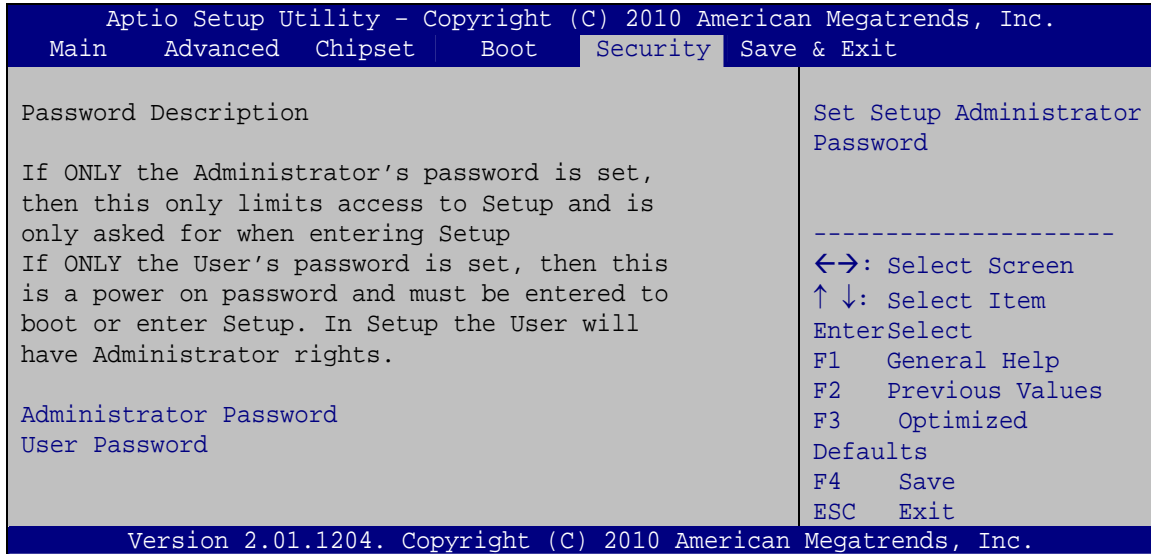 Aptio Setup Utility – Copyright (C) 2010 American Megatrends, Inc.
Main Advanced Chipset Boot Security Save & Exit
Password Description
If ONLY the Administrator’s password is set,
then this only limits access to Setup and is
only asked for when entering Setup
If ONLY the User’s password is set, then this
is a power on password and must be entered to
boot or enter Setup. In Setup the User will
have Administrator rights.
Administrator Password
User Password
Set Setup Administrator
Password
---------------------
←→: Select Screen
↑ ↓: Select Item
EnterSelect
F1 General Help
F2 Previous Values
F3 Optimized
Defaults
F4 Save
ESC Exit
Version 2.01.1204. Copyright (C) 2010 American Megatrends, Inc.